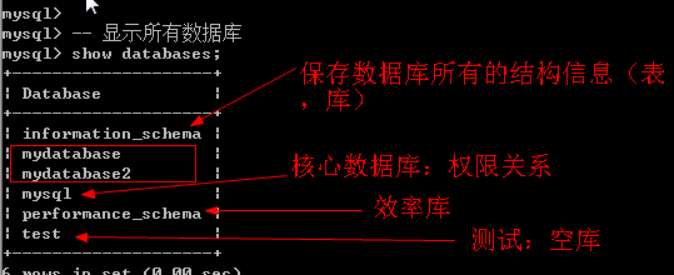 mysql>
mysql> -- 显示所有数据库
mysql> show databases;
+--------------------+
| Database |
+--------------------+
| information_schema |
| mydatabase |
| mydatabase2 |
| mysql |
| performance_schema |
| test |
+--------------------+
6 rows in set (0.00 sec)
保存数据库所有的结构信息（表
，库）
核心数据库：权限关系
效率库
测试：空库